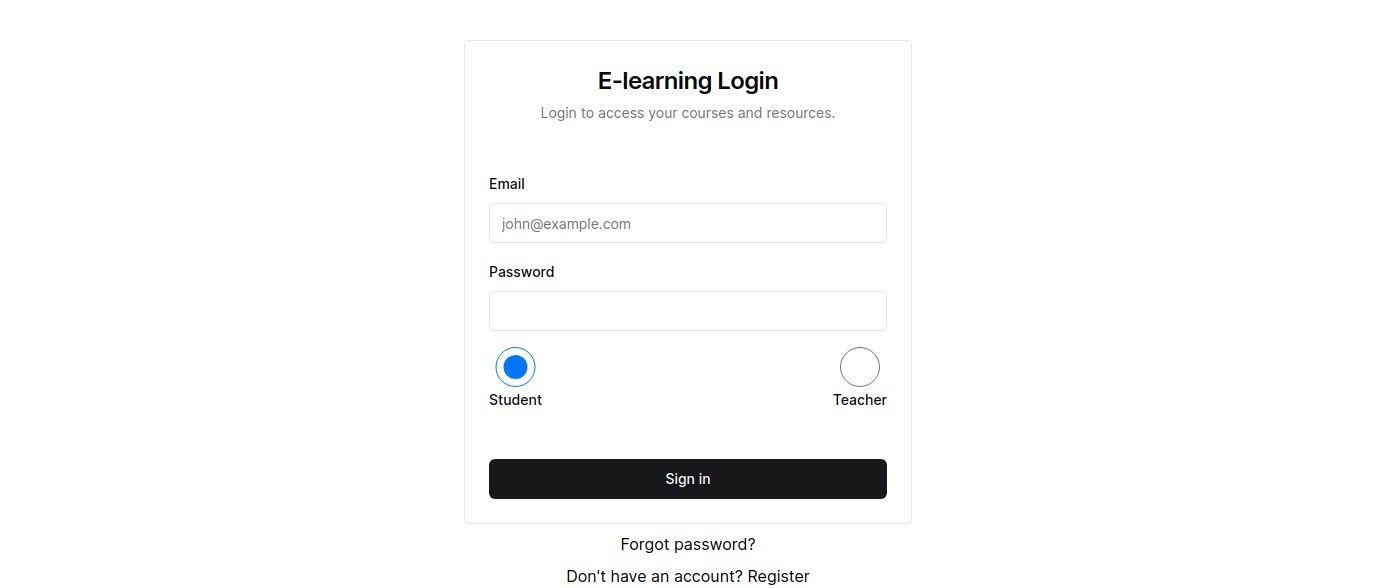 E-learning Login
Login to access your courses and resources.
Email
john@example.com
Password
Student
Teacher
Sign in
Forgot password?
Don't have an account? Register